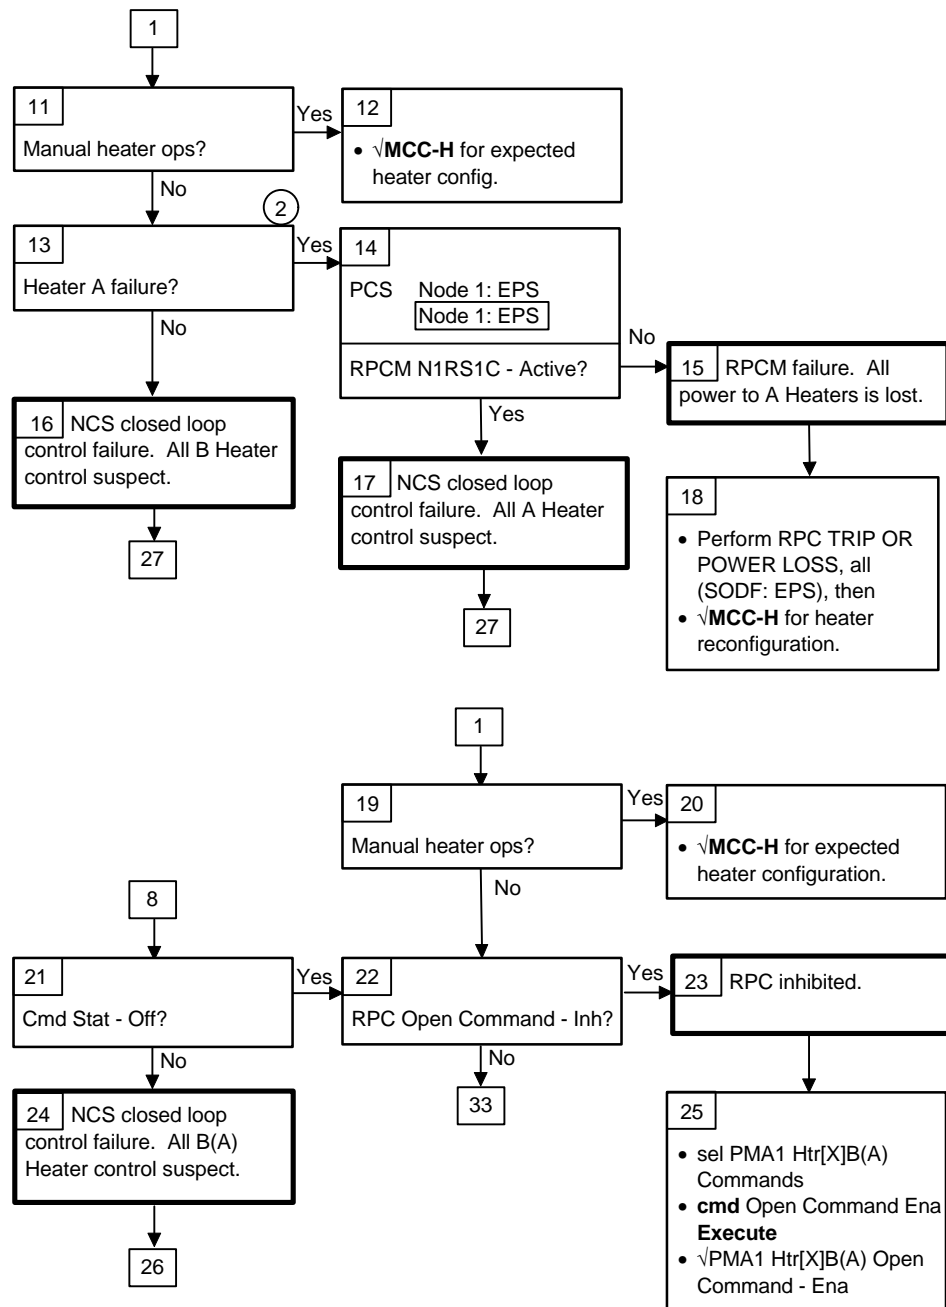 1
11
Manual heater ops?
Yes
12
• √MCC-H for expected
heater config.
No
2
13
Heater A failure?
Yes
14
PCS Node 1: EPS
Node 1: EPS
RPCM N1RS1C - Active?
No
15 RPCM failure. All
power to A Heaters is lost.
No
16 NCS closed loop
control failure. All B Heater
control suspect.
27
Yes
17 NCS closed loop
control failure. All A Heater
control suspect.
27
18
• Perform RPC TRIP OR
POWER LOSS, all
(SODF: EPS), then
• √MCC-H for heater
reconfiguration.
1
19
Manual heater ops?
Yes
20
• √MCC-H for expected
heater configuration.
No
8
21
Cmd Stat - Off?
Yes
22
RPC Open Command - Inh?
Yes
23 RPC inhibited.
No
24 NCS closed loop
control failure. All B(A)
Heater control suspect.
26
No
33
25
• sel PMA1 Htr[X]B(A)
Commands
• cmd Open Command Ena
Execute
• √PMA1 Htr[X]B(A) Open
Command - Ena